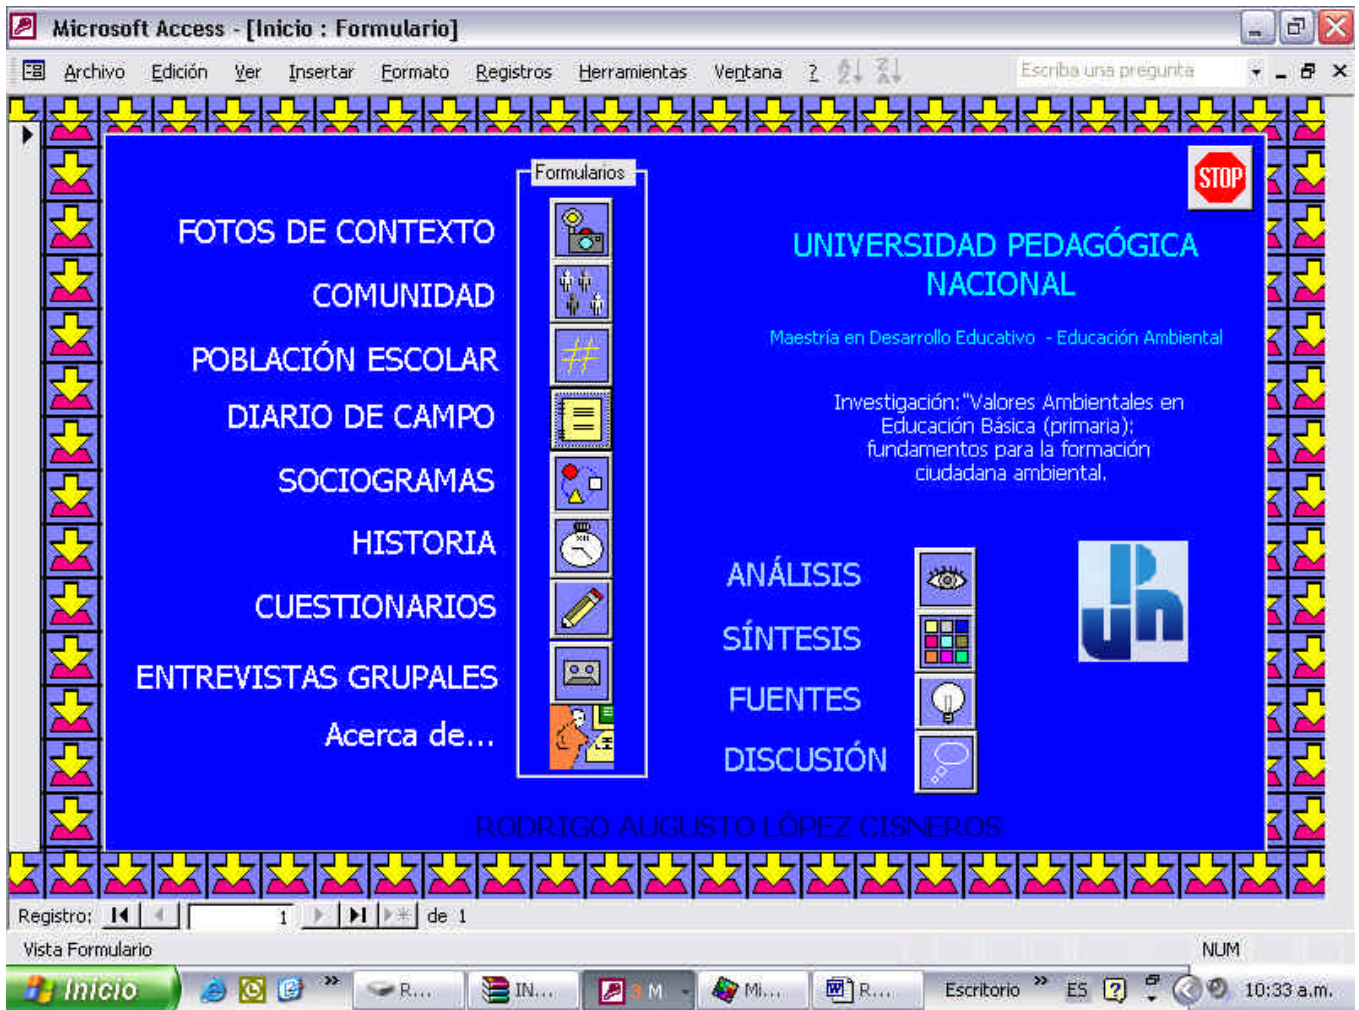 Microsoft Access - [Inicio : Formulario]
Archivo Edición Ver Insertar Formato Registros Herramientas Ventana ? Escriba una pregunta
Formularios
STOP
FOTOS DE CONTEXTO
COMUNIDAD
POBLACIÓN ESCOLAR
DIARIO DE CAMPO
SOCIOGRAMAS
HISTORIA
CUESTIONARIOS
ENTREVISTAS GRUPALES
Acerca de...
UNIVERSIDAD PEDAGÓGICA
NACIONAL
Maestría en Desarrollo Educativo - Educación Ambiental
Investigación:"Valores Ambientales en
Educación Básica (primaria);
fundamentos para la formación
ciudadana ambiental.
ANÁLISIS
SÍNTESIS
FUENTES
DISCUSIÓN
upn
RODRIGO AUGUSTO LÓPEZ CISNEROS
Registro: 1 de 1
Vista Formulario NUM
Inicio » R... IN... 3 M Mi... R... Escritorio » ES 10:33 a.m.